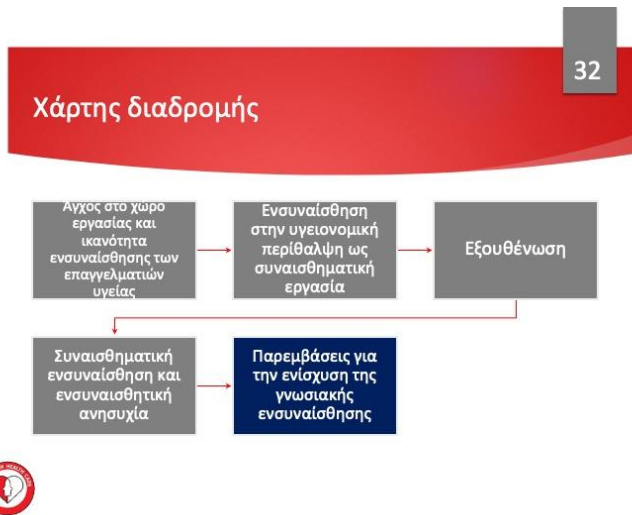 32
Χάρτης διαδρομής
Άγχος στο χώρο
εργασίας και
ικανότητα
ενσυναίσθησης των
επαγγελματιών
υγείας
Ενσυναίσθηση
στην υγειονομική
περίθαλψη ως
συναισθηματική
εργασία
Εξουθένωση
Συναισθηματική
ενσυναίσθηση και
ενσυναισθητική
ανησυχία
Παρεμβάσεις για
την ενίσχυση της
γνωσιακής
ενσυναίσθησης
HEALTH